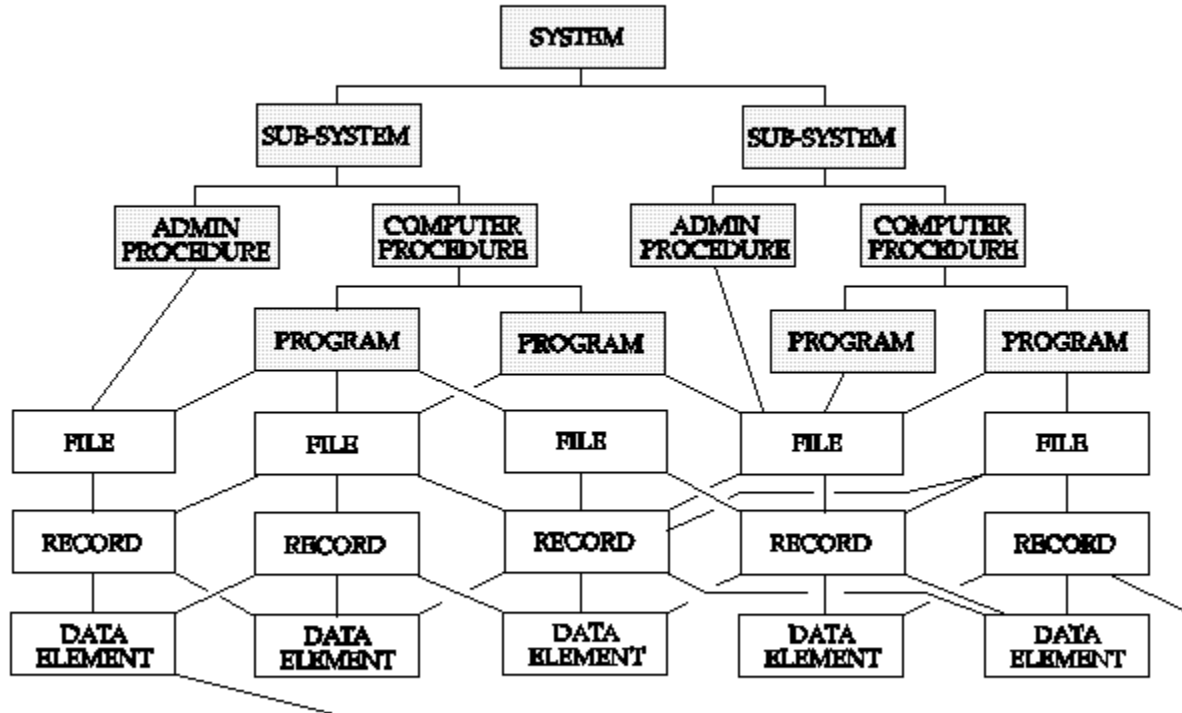 SYSTEM
SUB-SYSTEM
SUB-SYSTEM
ADMIN
PROCEDURE
COMPUTER
PROCEDURE
ADMIN
PROCEDURE
COMPUTER
PROCEDURE
PROGRAM
PROGRAM
PROGRAM
PROGRAM
FILE
FILE
FILE
FILE
FILE
RECORD
RECORD
RECORD
RECORD
RECORD
DATA
ELEMENT
DATA
ELEMENT
DATA
ELEMENT
DATA
ELEMENT
DATA
ELEMENT